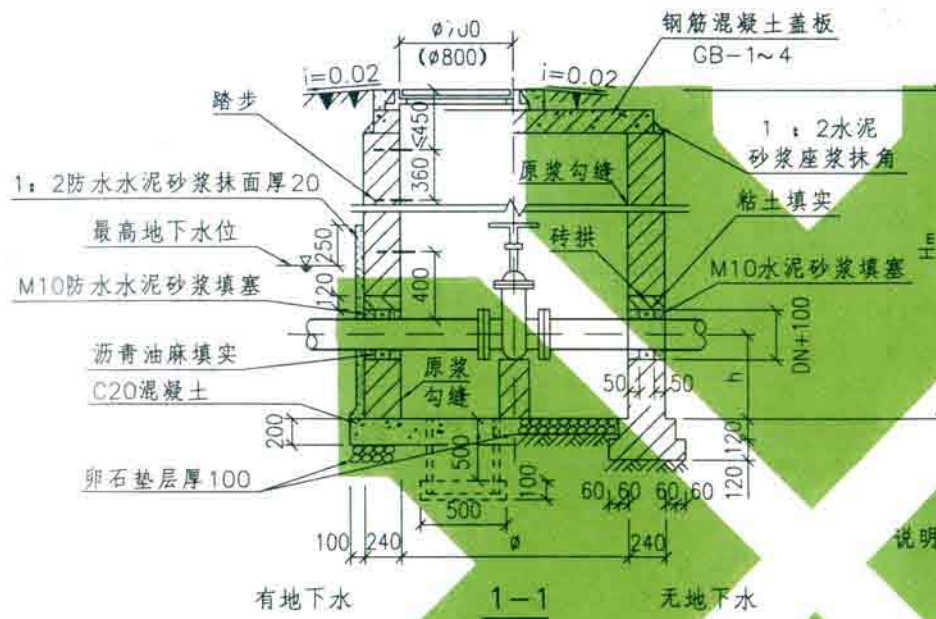 ø700
(ø800)
钢筋混凝土盖板
GB-1~4
i=0.02
i=0.02
踏步
≤450
360
1:2水泥
砂浆座浆抹角
原浆勾缝
1:2防水水泥砂浆抹面厚20
粘土填实
最高地下水位
250
砖拱
400
M10防水水泥砂浆填塞
120
M10水泥砂浆填塞
DN+100
沥青油麻填实
原浆
勾缝
50
50
h
C20混凝土
200
500
120
120
卵石垫层厚100
100
60
60
60
60
500
100
240
ø
240
说明
有地下水
1-1
无地下水